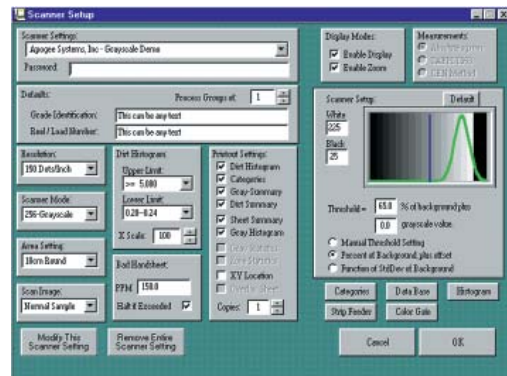 Scanner Setup
Scanner Settings:
Apogee Systems, Inc - Grayscale Demo
Password:
Display Modes:
Enable Display
Enable Zoom
Measurements:
Defaults:
Process Groups of: 1
Grade Identification: This can be any text
Reel / Load Number: This can be any text
Resolution:
Scanner Mode:
256-Grayscale
Area Setting:
18cm Round
Scan Image:
Normal Sample
Dirt Histogram:
Upper Limit:
>= 5.000
Lower Limit:
0.20-0.24
X Scale: 100
Bad Handsheet:
PPM: 150.0
Halt if Exceeded
Printout Settings:
Dirt Histogram
Categories
Gray Summary
Dirt Summary
Sheet Summary
Gray Histogram
Gray Statistics
XY Location
Copies: 1
Scanner Setup:
Default
White
225
Black
25
Threshold = 65.0 % of background plus
0.0 grayscale value.
Manual Threshold Setting
Percent of Background, plus offset
Function of StdDev of Background
Categories
Data Base
Histogram
Strip Feeder
Color Gate
Modify This
Scanner Setting
Remove Entire
Scanner Setting
Cancel
OK